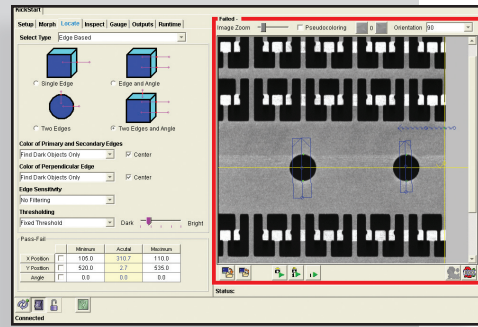 KickStart
Setup Morph Locate Inspect Gauge Outputs Runtime
Select Type Edge Based
Single Edge
Edge and Angle
Two Edges
Two Edges and Angle
Color of Primary and Secondary Edges
Find Dark Objects Only
Center
Color of Perpendicular Edge
Find Dark Objects Only
Center
Edge Sensitivity
No Filtering
Thresholding
Fixed Threshold
Dark
Bright
Pass-Fail
Minimum Acutal Maximum
X Position 105.0 310.7 110.0
Y Position 520.0 2.7 535.0
Angle 0.0 0.0 0.0
Connected
Failed -
Image Zoom
Pseudocoloring
0
Orientation 90
Status: